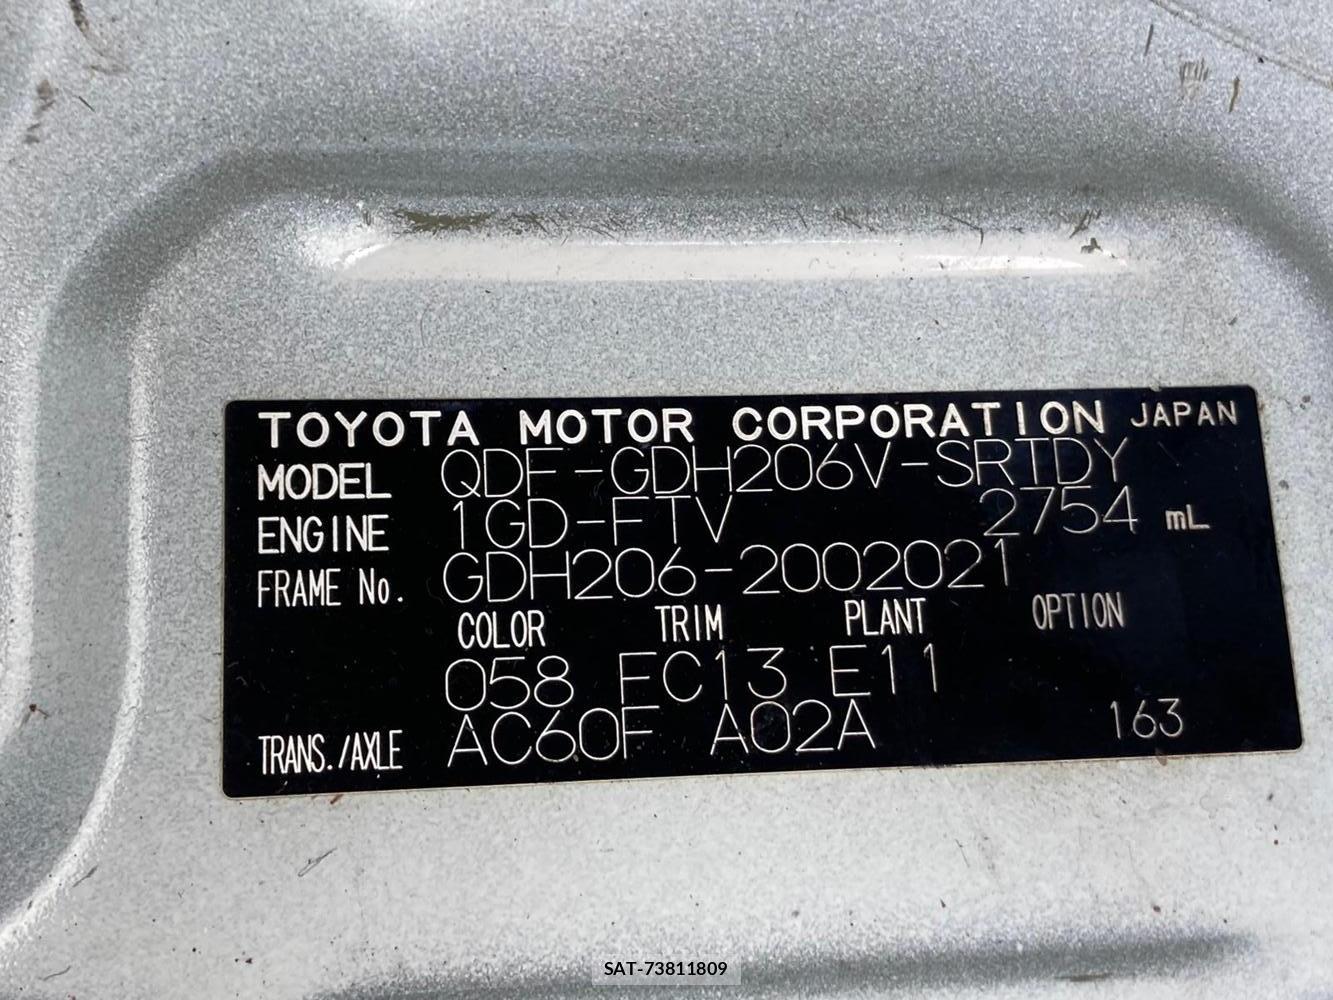 TOYOTA MOTOR CORPORATION JAPAN
MODEL QDF-GDH206V-SRTDY
ENGINE 1GD-FTV 2754 mL
FRAME No. GDH206-2002021
COLOR TRIM PLANT OPTION
058 FC13 E11
TRANS./AXLE AC60F A02A 163
SAT-73811809